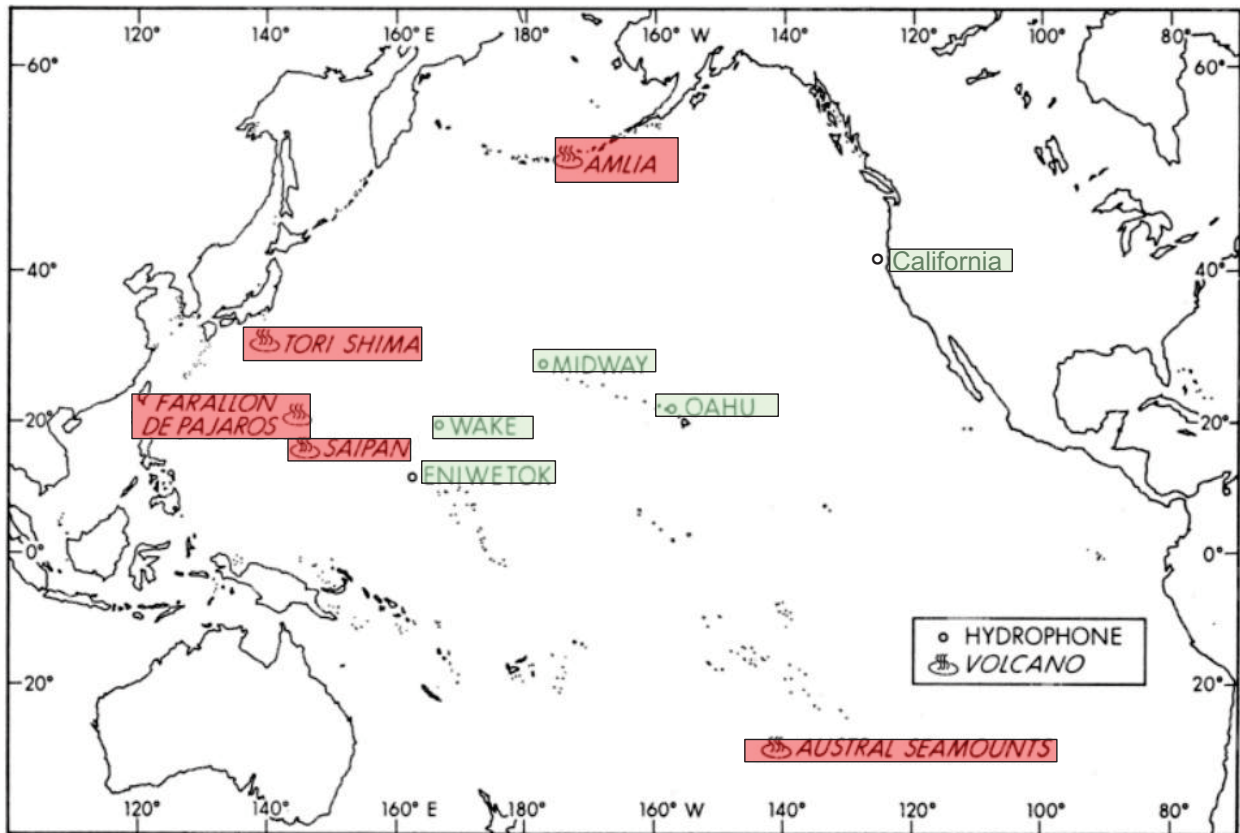 120° 140° 160° E 180° 160° W 140° 120° 100° 80°
60° 60°
AMLIA
California
40° 40°
TORI SHIMA
MIDWAY
FARALLON
DE PAJAROS
OAHU
20° WAKE 20°
SAIPAN
ENIWETOK
0° 0°
HYDROPHONE
VOLCANO
20° 20°
AUSTRAL SEAMOUNTS
120° 140° 160° E 180° 160° W 140° 120° 100° 80°